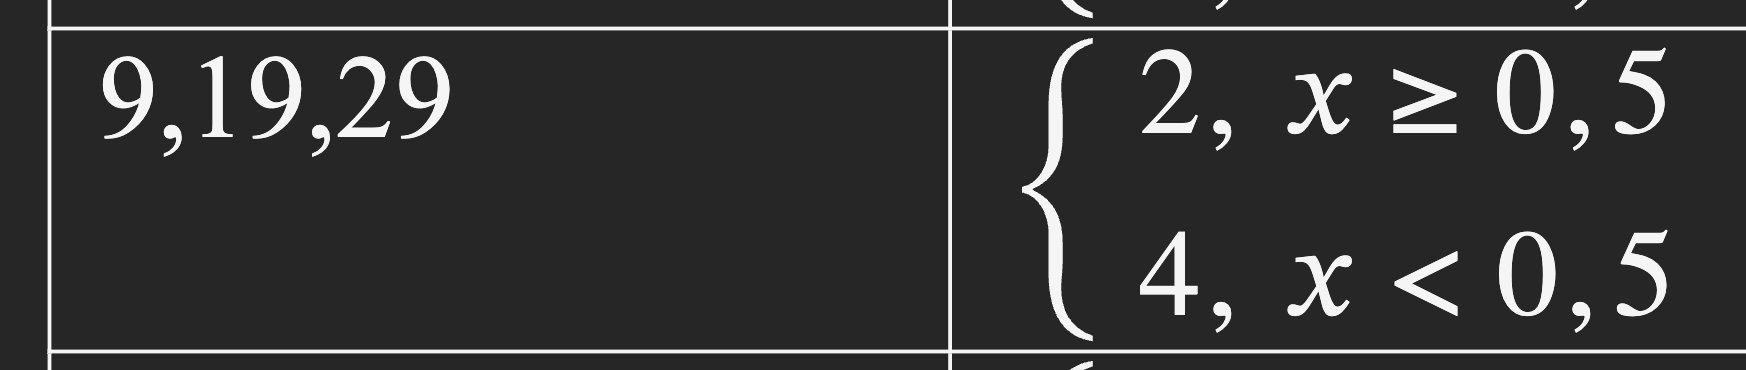 9,19,29
2, x ≥ 0,5
4, x < 0,5